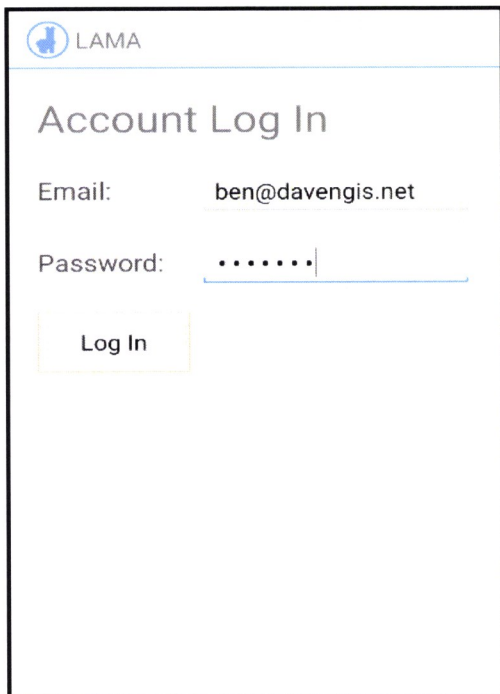 LAMA
Account Log In
Email: ben@davengis.net
Password: •••••••
Log In